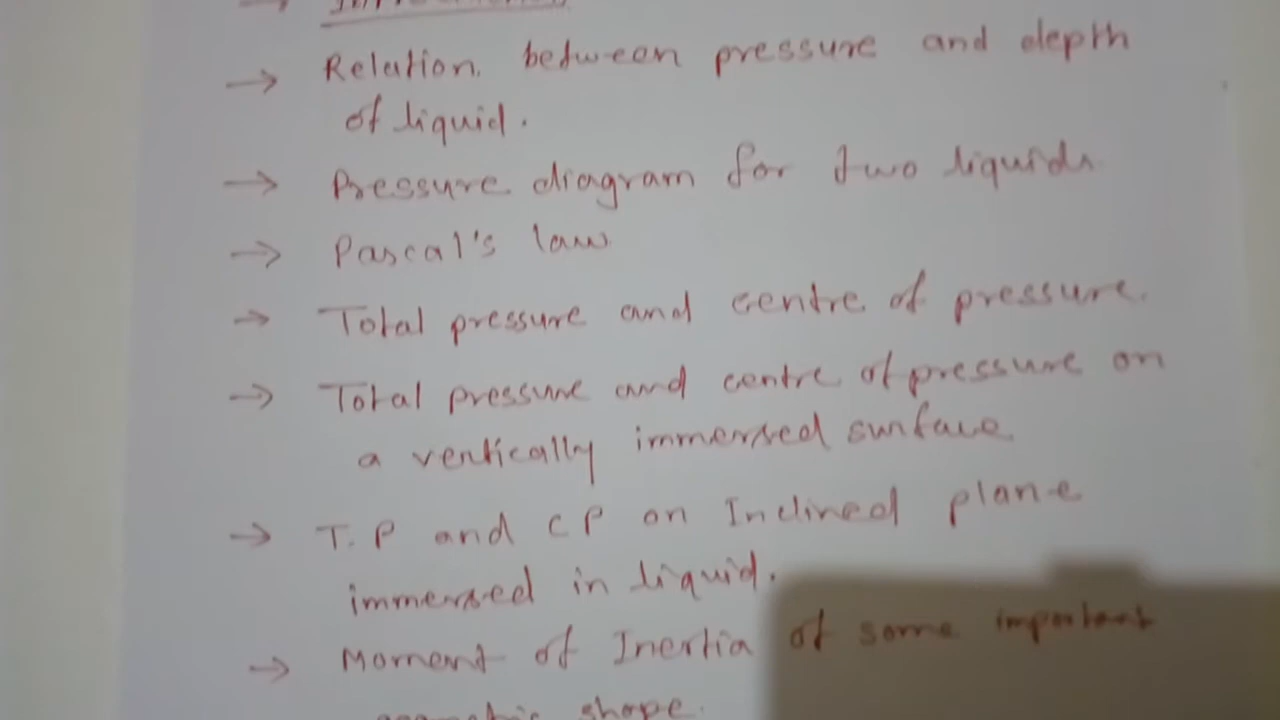 → Relation between pressure and depth
of liquid.
→ Pressure diagram for two liquids
→ Pascal's law
→ Total pressure and centre of pressure.
→ Total pressure and centre of pressure on
a vertically immersed surface
→ T.P and CP on Inclined plane
immersed in liquid.
→ Moment of Inertia of some important
shape.